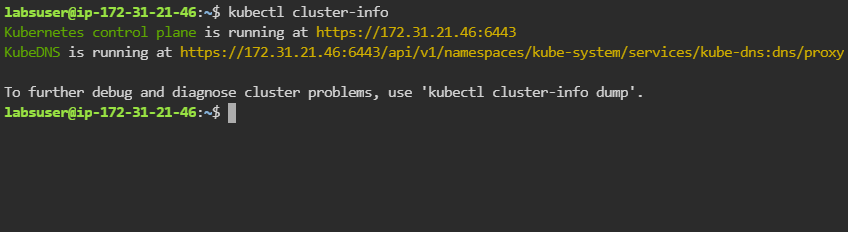 labsuser@ip-172-31-21-46:~$ kubectl cluster-info
Kubernetes control plane is running at https://172.31.21.46:6443
KubeDNS is running at https://172.31.21.46:6443/api/v1/namespaces/kube-system/services/kube-dns:dns/proxy

To further debug and diagnose cluster problems, use 'kubectl cluster-info dump'.
labsuser@ip-172-31-21-46:~$